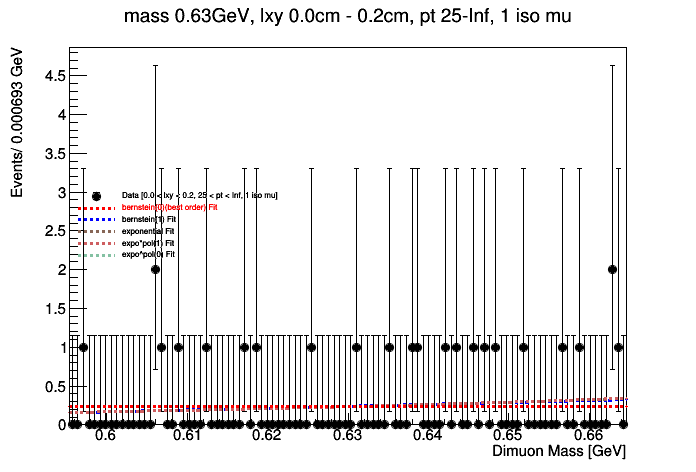 mass 0.63GeV, lxy 0.0cm - 0.2cm, pt 25-Inf, 1 iso mu
Events/ 0.000693 GeV
4.5
4
3.5
3
2.5
2
1.5
1
0.5
0
Data [0.0 < lxy < 0.2, 25 < pt < Inf, 1 iso mu]
bernstein[0](best order) Fit
bernstein[1] Fit
exponential Fit
expo*pol(1) Fit
expo^pol(0) Fit
0.6 0.61 0.62 0.63 0.64 0.65 0.66
Dimuon Mass [GeV]